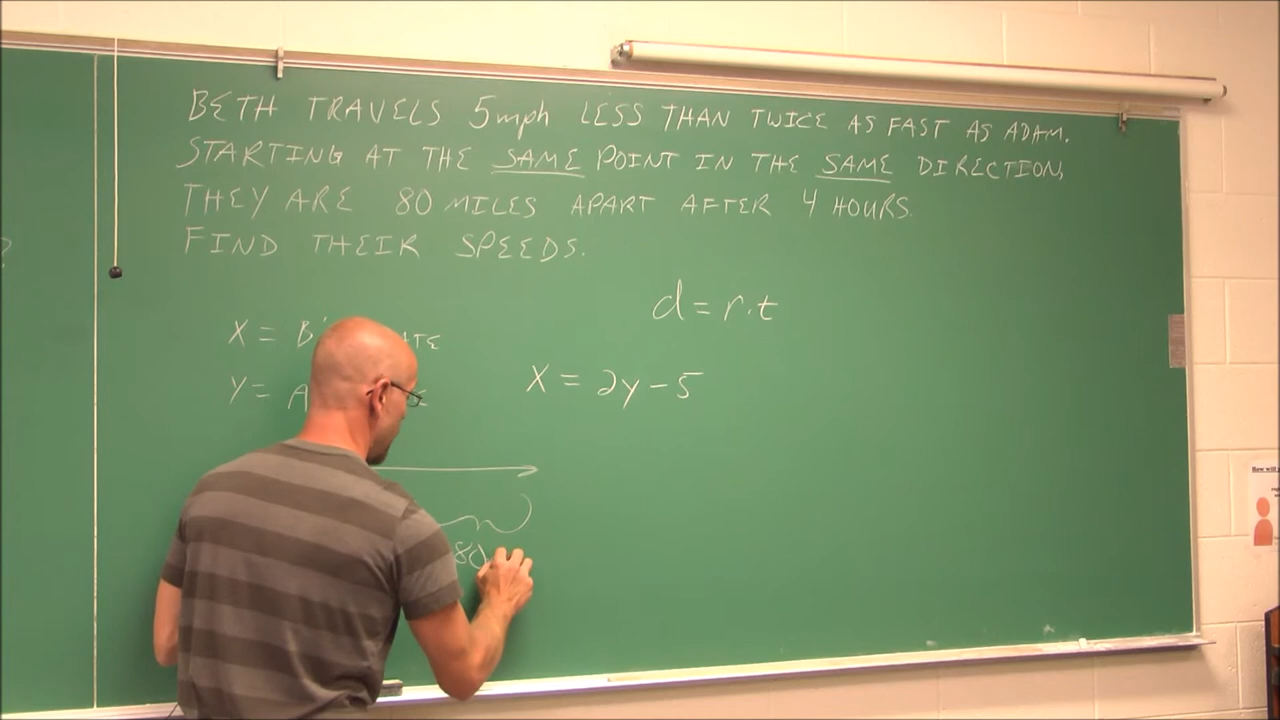 BETH TRAVELS 5mph LESS THAN TWICE AS FAST AS ADAM.
STARTING AT THE SAME POINT IN THE SAME DIRECTION,
THEY ARE 80 MILES APART AFTER 4 HOURS.
FIND THEIR SPEEDS.
d = r·t
X = B'
Y = A
X = 2y - 5
80